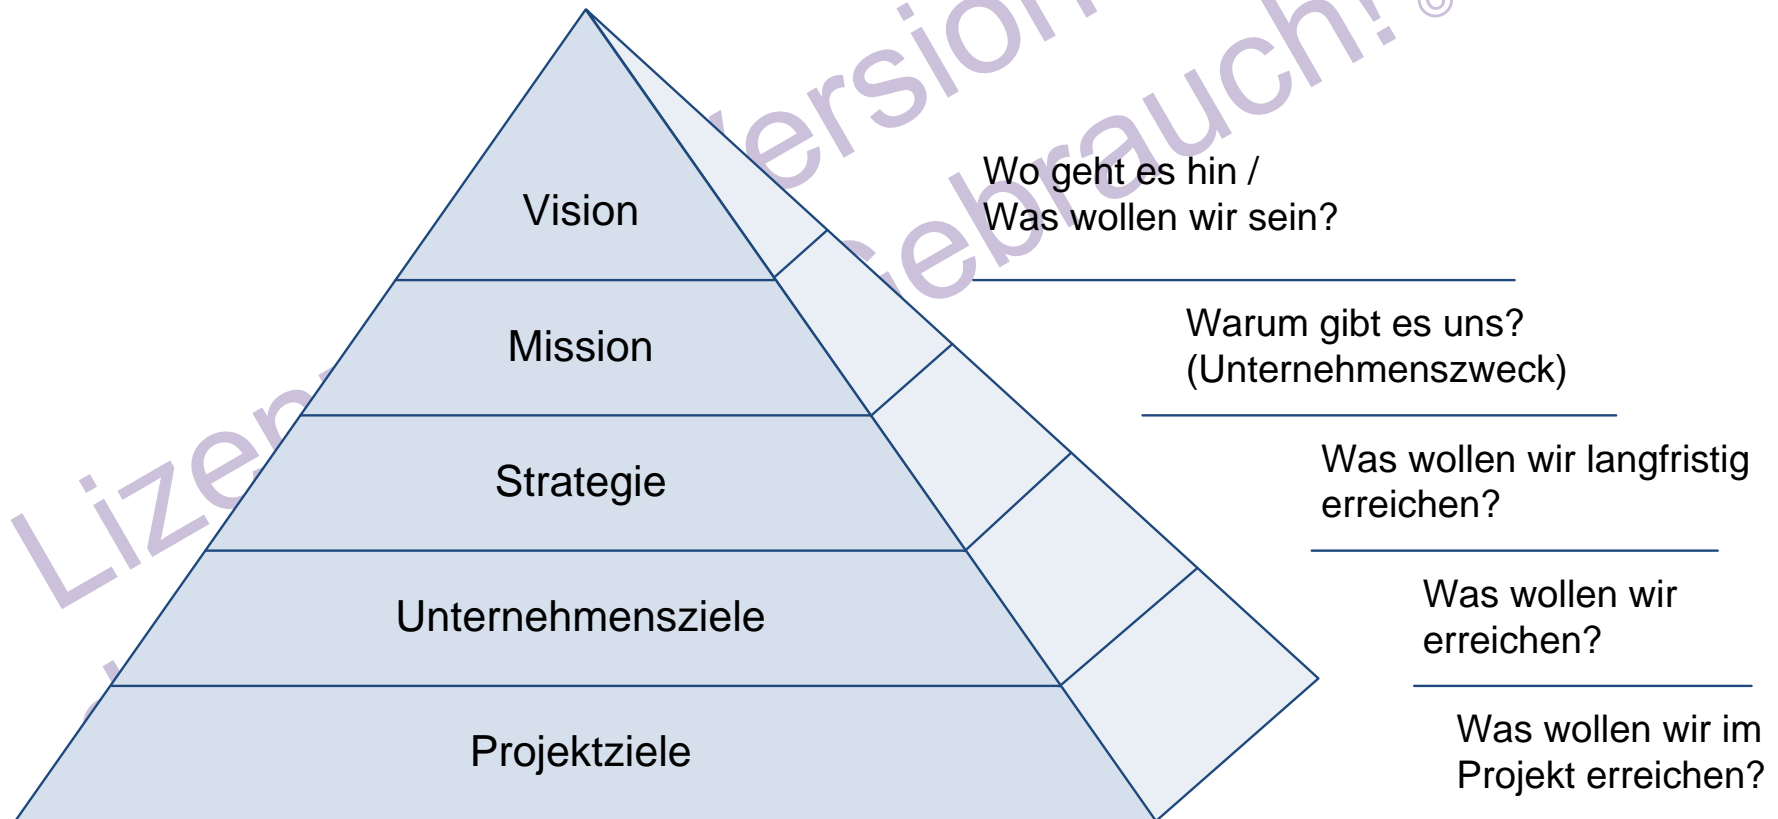 Vision
Wo geht es hin /
Was wollen wir sein?
Mission
Warum gibt es uns?
(Unternehmenszweck)
Strategie
Was wollen wir langfristig
erreichen?
Unternehmensziele
Was wollen wir
erreichen?
Projektziele
Was wollen wir im
Projekt erreichen?
Gebrauch! ©